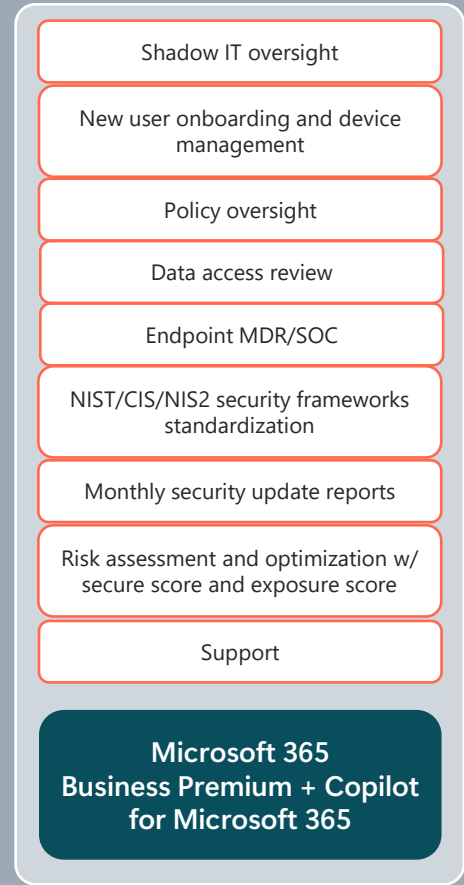 Shadow IT oversight
New user onboarding and device
management
Policy oversight
Data access review
Endpoint MDR/SOC
NIST/CIS/NIS2 security frameworks
standardization
Monthly security update reports
Risk assessment and optimization w/
secure score and exposure score
Support
Microsoft 365
Business Premium + Copilot
for Microsoft 365